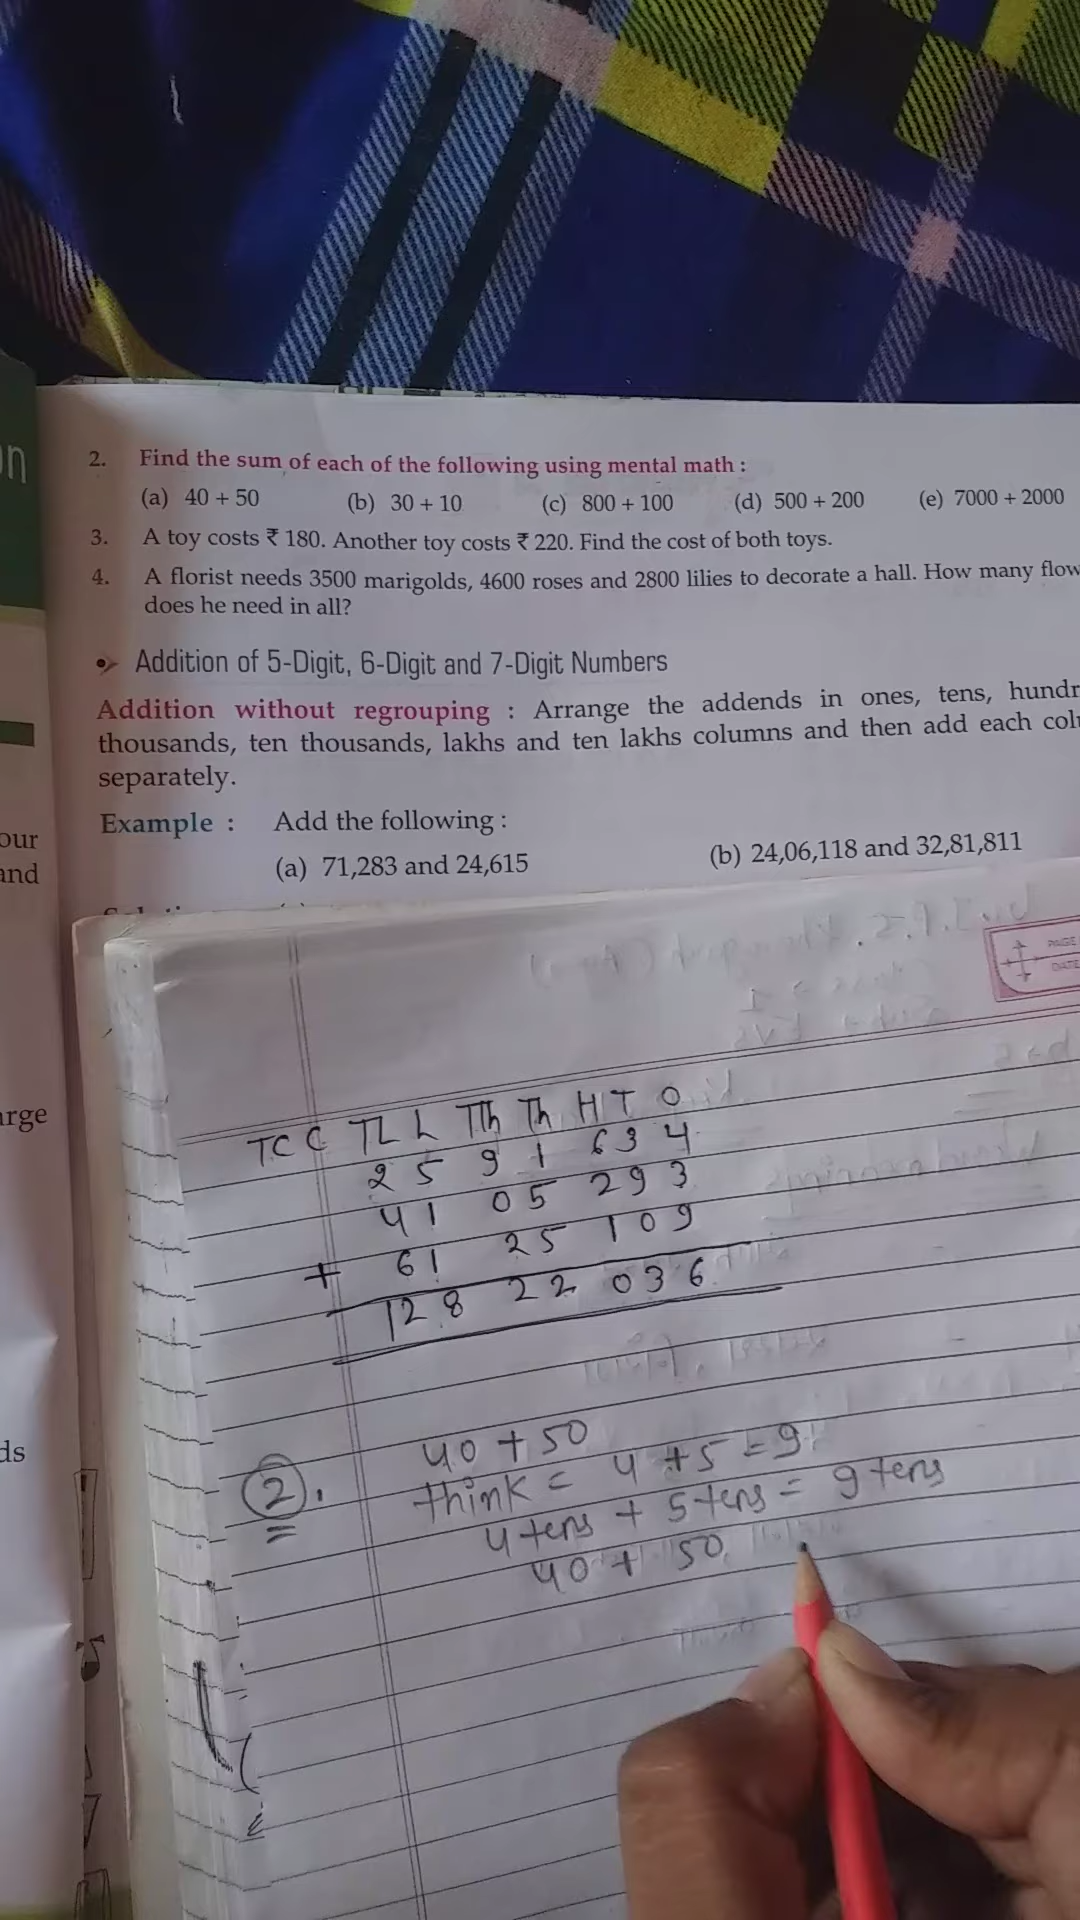 2. Find the sum of each of the following using mental math :
(a) 40 + 50 (b) 30 + 10 (c) 800 + 100 (d) 500 + 200 (e) 7000 + 2000
3. A toy costs ₹ 180. Another toy costs ₹ 220. Find the cost of both toys.
4. A florist needs 3500 marigolds, 4600 roses and 2800 lilies to decorate a hall. How many flow
does he need in all?
Addition of 5-Digit, 6-Digit and 7-Digit Numbers
Addition without regrouping : Arrange the addends in ones, tens, hundr
thousands, ten thousands, lakhs and ten lakhs columns and then add each colu
separately.
Example : Add the following :
(a) 71,283 and 24,615 (b) 24,06,118 and 32,81,811
our
and
arge
ds
PAGE
DATE
TC C TL L TTh Th H T O
2 5 9 1 6 3 4
4 1 0 5 2 9 3
+ 6 1 2 5 1 0 9
12 8 2 2 0 3 6
2. 40 + 50
think = 4 + 5 = 9
4 tens + 5 tens = 9 tens
40 + 50